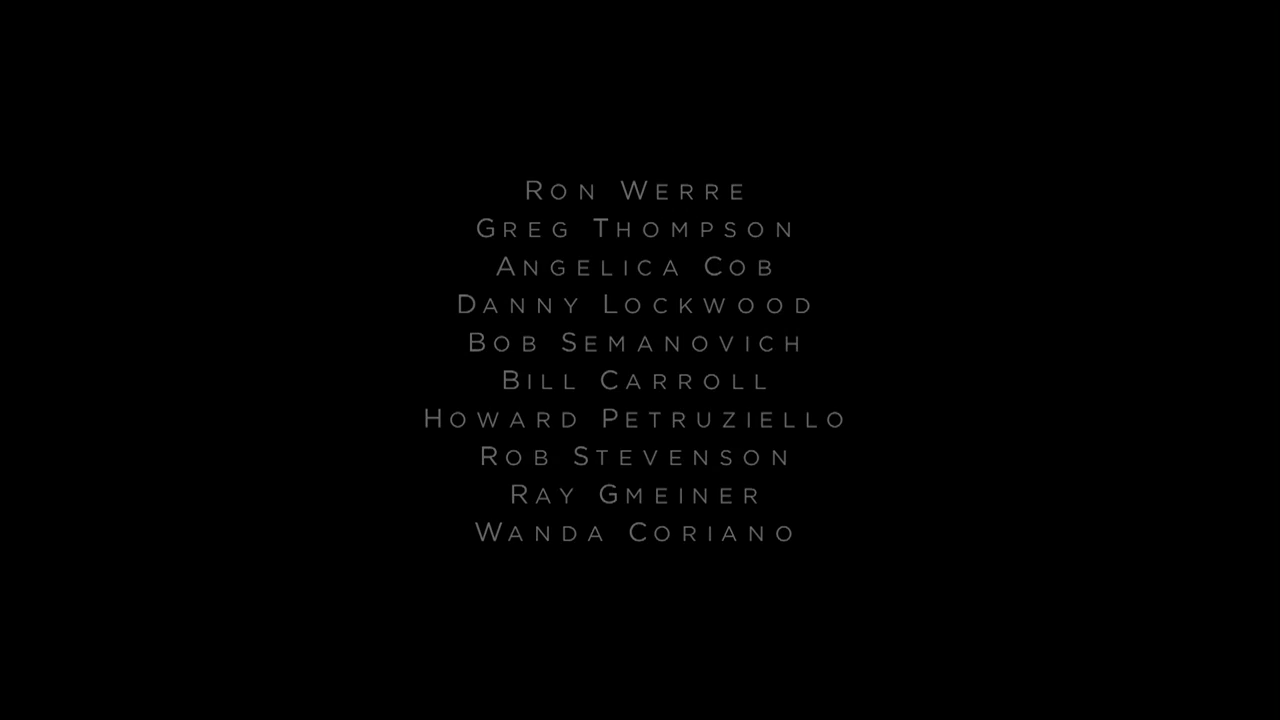 Ron Werre
Greg Thompson
Angelica Cob
Danny Lockwood
Bob Semanovich
Bill Carroll
Howard Petruziello
Rob Stevenson
Ray Gmeiner
Wanda Coriano